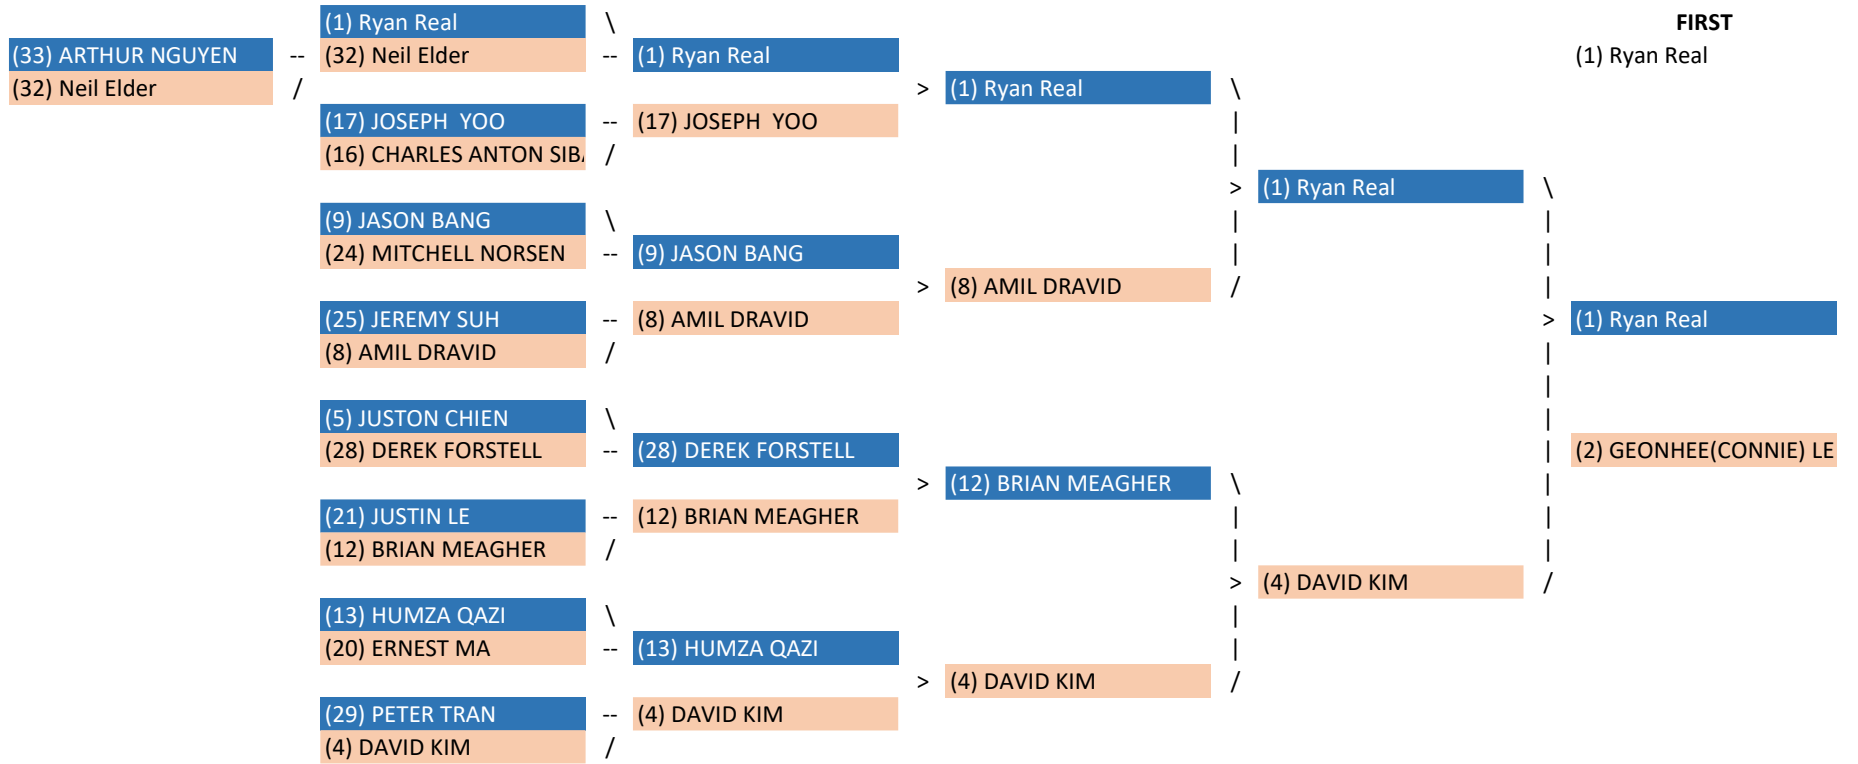 (1) Ryan Real \ FIRST
(33) ARTHUR NGUYEN -- (32) Neil Elder -- (1) Ryan Real (1) Ryan Real
(32) Neil Elder / > (1) Ryan Real \
(17) JOSEPH YOO -- (17) JOSEPH YOO |
(16) CHARLES ANTON SIB / |
> (1) Ryan Real \
(9) JASON BANG \ | |
(24) MITCHELL NORSEN -- (9) JASON BANG | |
> (8) AMIL DRAVID / |
(25) JEREMY SUH -- (8) AMIL DRAVID > (1) Ryan Real
(8) AMIL DRAVID / |
|
(5) JUSTON CHIEN \ |
(28) DEREK FORSTELL -- (28) DEREK FORSTELL | (2) GEONHEE(CONNIE) LE
> (12) BRIAN MEAGHER \ |
(21) JUSTIN LE -- (12) BRIAN MEAGHER | |
(12) BRIAN MEAGHER / | |
> (4) DAVID KIM /
(13) HUMZA QAZI \ |
(20) ERNEST MA -- (13) HUMZA QAZI |
> (4) DAVID KIM /
(29) PETER TRAN -- (4) DAVID KIM
(4) DAVID KIM /